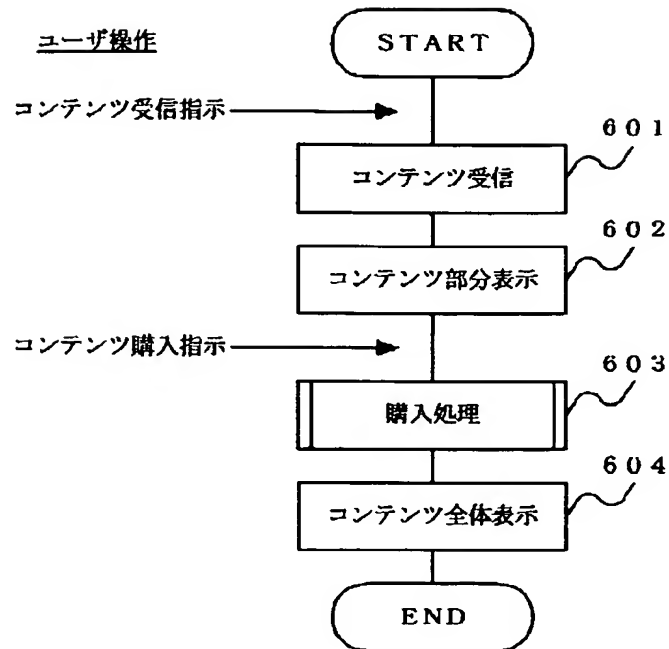 ユーザ操作
START
コンテンツ受信指示
601
コンテンツ受信
602
コンテンツ部分表示
コンテンツ購入指示
603
購入処理
604
コンテンツ全体表示
END